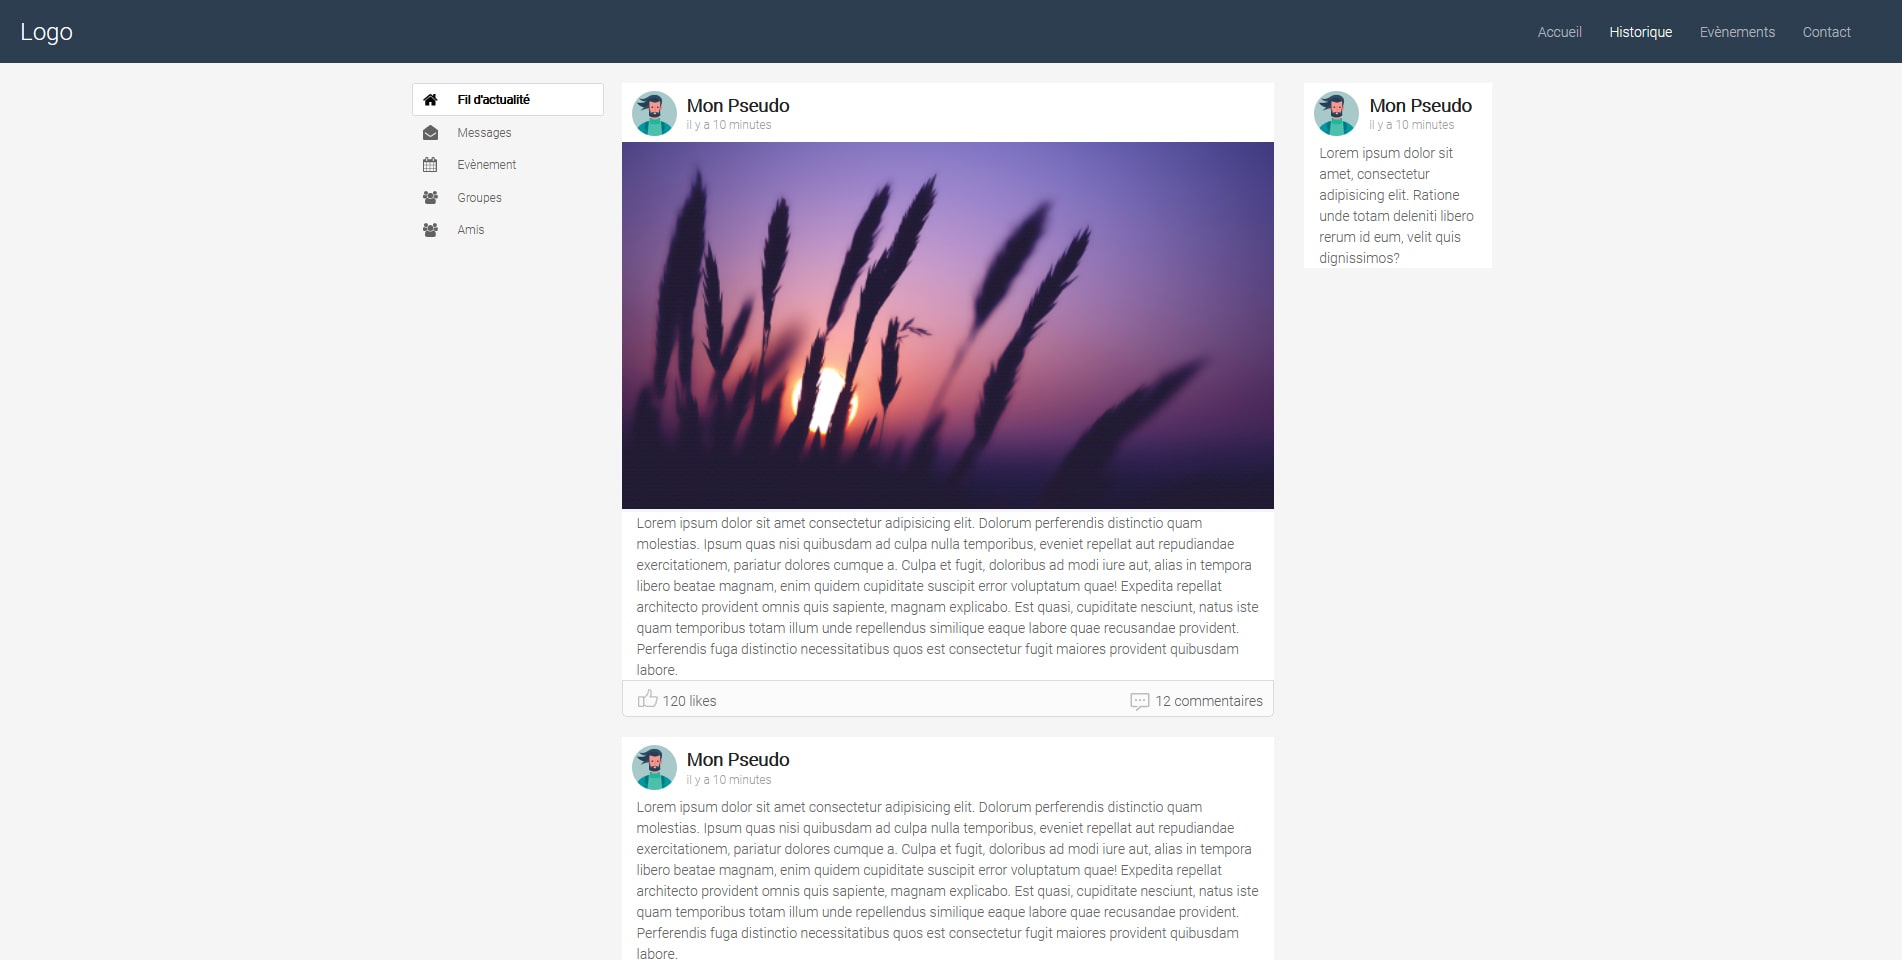 Logo
Accueil
Historique
Evènements
Contact
Fil d'actualité
Messages
Evènement
Groupes
Amis
Mon Pseudo
il y a 10 minutes
Lorem ipsum dolor sit amet consectetur adipisicing elit. Dolorum perferendis distinctio quam
molestias. Ipsum quas nisi quibusdam ad culpa nulla temporibus, eveniet repellat aut repudiandae
exercitationem, pariatur dolores cumque a. Culpa et fugit, doloribus ad modi iure aut, alias in tempora
libero beatae magnam, enim quidem cupiditate suscipit error voluptatum quae! Expedita repellat
architecto provident omnis quis sapiente, magnam explicabo. Est quasi, cupiditate nesciunt, natus iste
quam temporibus totam illum unde repellendus similique eaque labore quae recusandae provident.
Perferendis fuga distinctio necessitatibus quos est consectetur fugit maiores provident quibusdam
labore.
120 likes
12 commentaires
Mon Pseudo
il y a 10 minutes
Lorem ipsum dolor sit amet consectetur adipisicing elit. Dolorum perferendis distinctio quam
molestias. Ipsum quas nisi quibusdam ad culpa nulla temporibus, eveniet repellat aut repudiandae
exercitationem, pariatur dolores cumque a. Culpa et fugit, doloribus ad modi iure aut, alias in tempora
libero beatae magnam, enim quidem cupiditate suscipit error voluptatum quae! Expedita repellat
architecto provident omnis quis sapiente, magnam explicabo. Est quasi, cupiditate nesciunt, natus iste
quam temporibus totam illum unde repellendus similique eaque labore quae recusandae provident.
Perferendis fuga distinctio necessitatibus quos est consectetur fugit maiores provident quibusdam
labore.
Mon Pseudo
il y a 10 minutes
Lorem ipsum dolor sit
amet, consectetur
adipisicing elit. Ratione
unde totam deleniti libero
rerum id eum, velit quis
dignissimos?